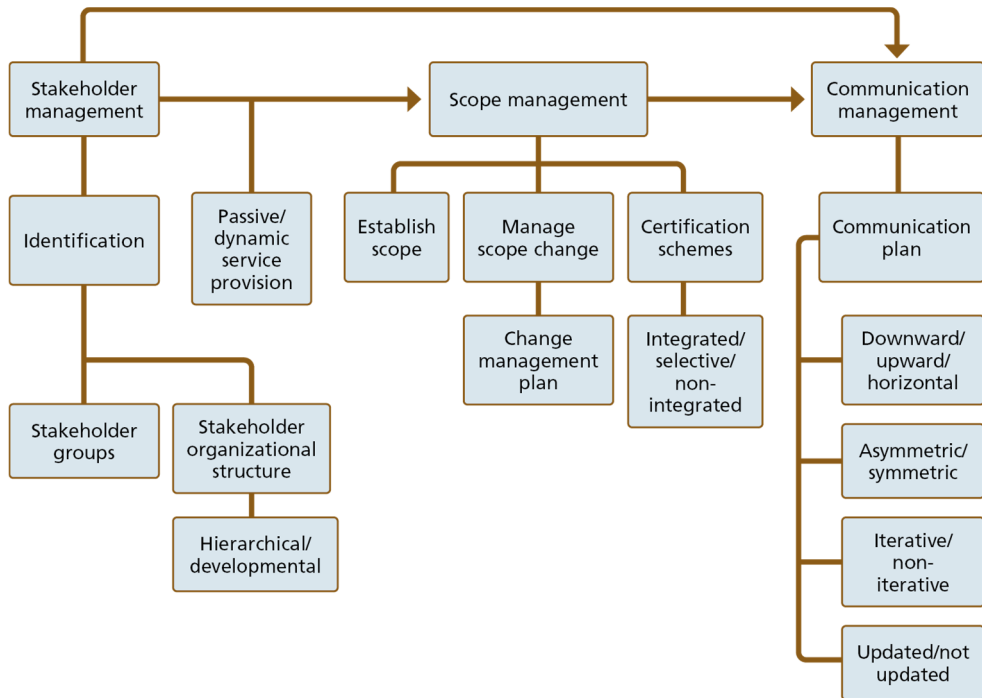 Stakeholder
management
Scope management
Communication
management
Identification
Passive/
dynamic
service
provision
Establish
scope
Manage
scope change
Certification
schemes
Communication
plan
Change
management
plan
Integrated/
selective/
non-
integrated
Downward/
upward/
horizontal
Stakeholder
groups
Stakeholder
organizational
structure
Asymmetric/
symmetric
Hierarchical/
developmental
Iterative/
non-
iterative
Updated/not
updated